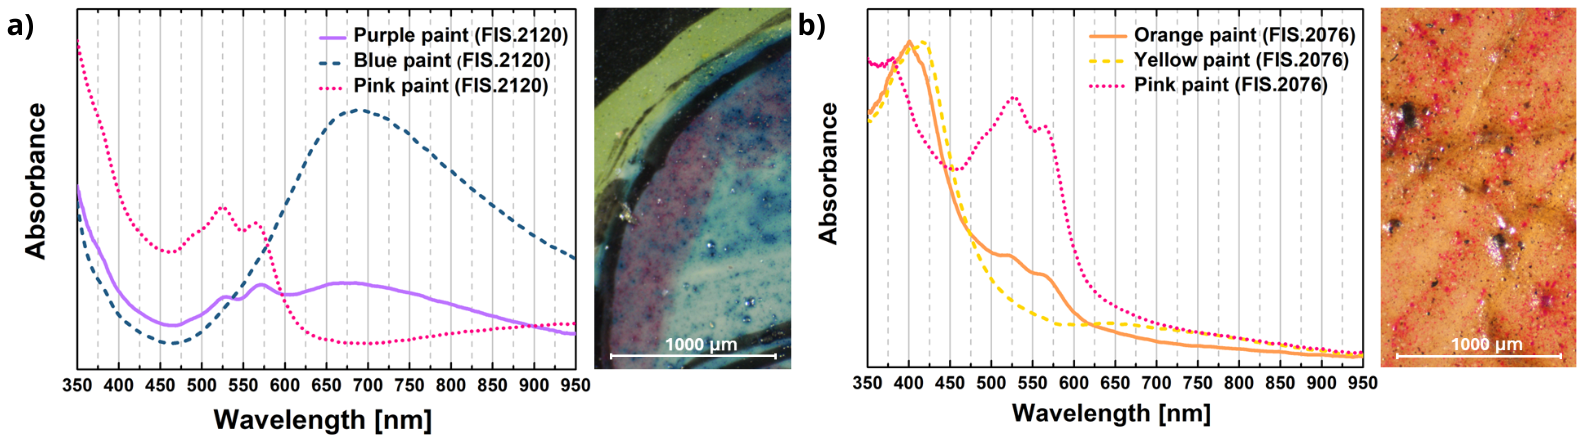 a)
Purple paint (FIS.2120)
Blue paint (FIS.2120)
Pink paint (FIS.2120)
Absorbance
350 400 450 500 550 600 650 700 750 800 850 900 950
Wavelength [nm]
1000 µm
b)
Orange paint (FIS.2076)
Yellow paint (FIS.2076)
Pink paint (FIS.2076)
Absorbance
350 400 450 500 550 600 650 700 750 800 850 900 950
Wavelength [nm]
1000 µm